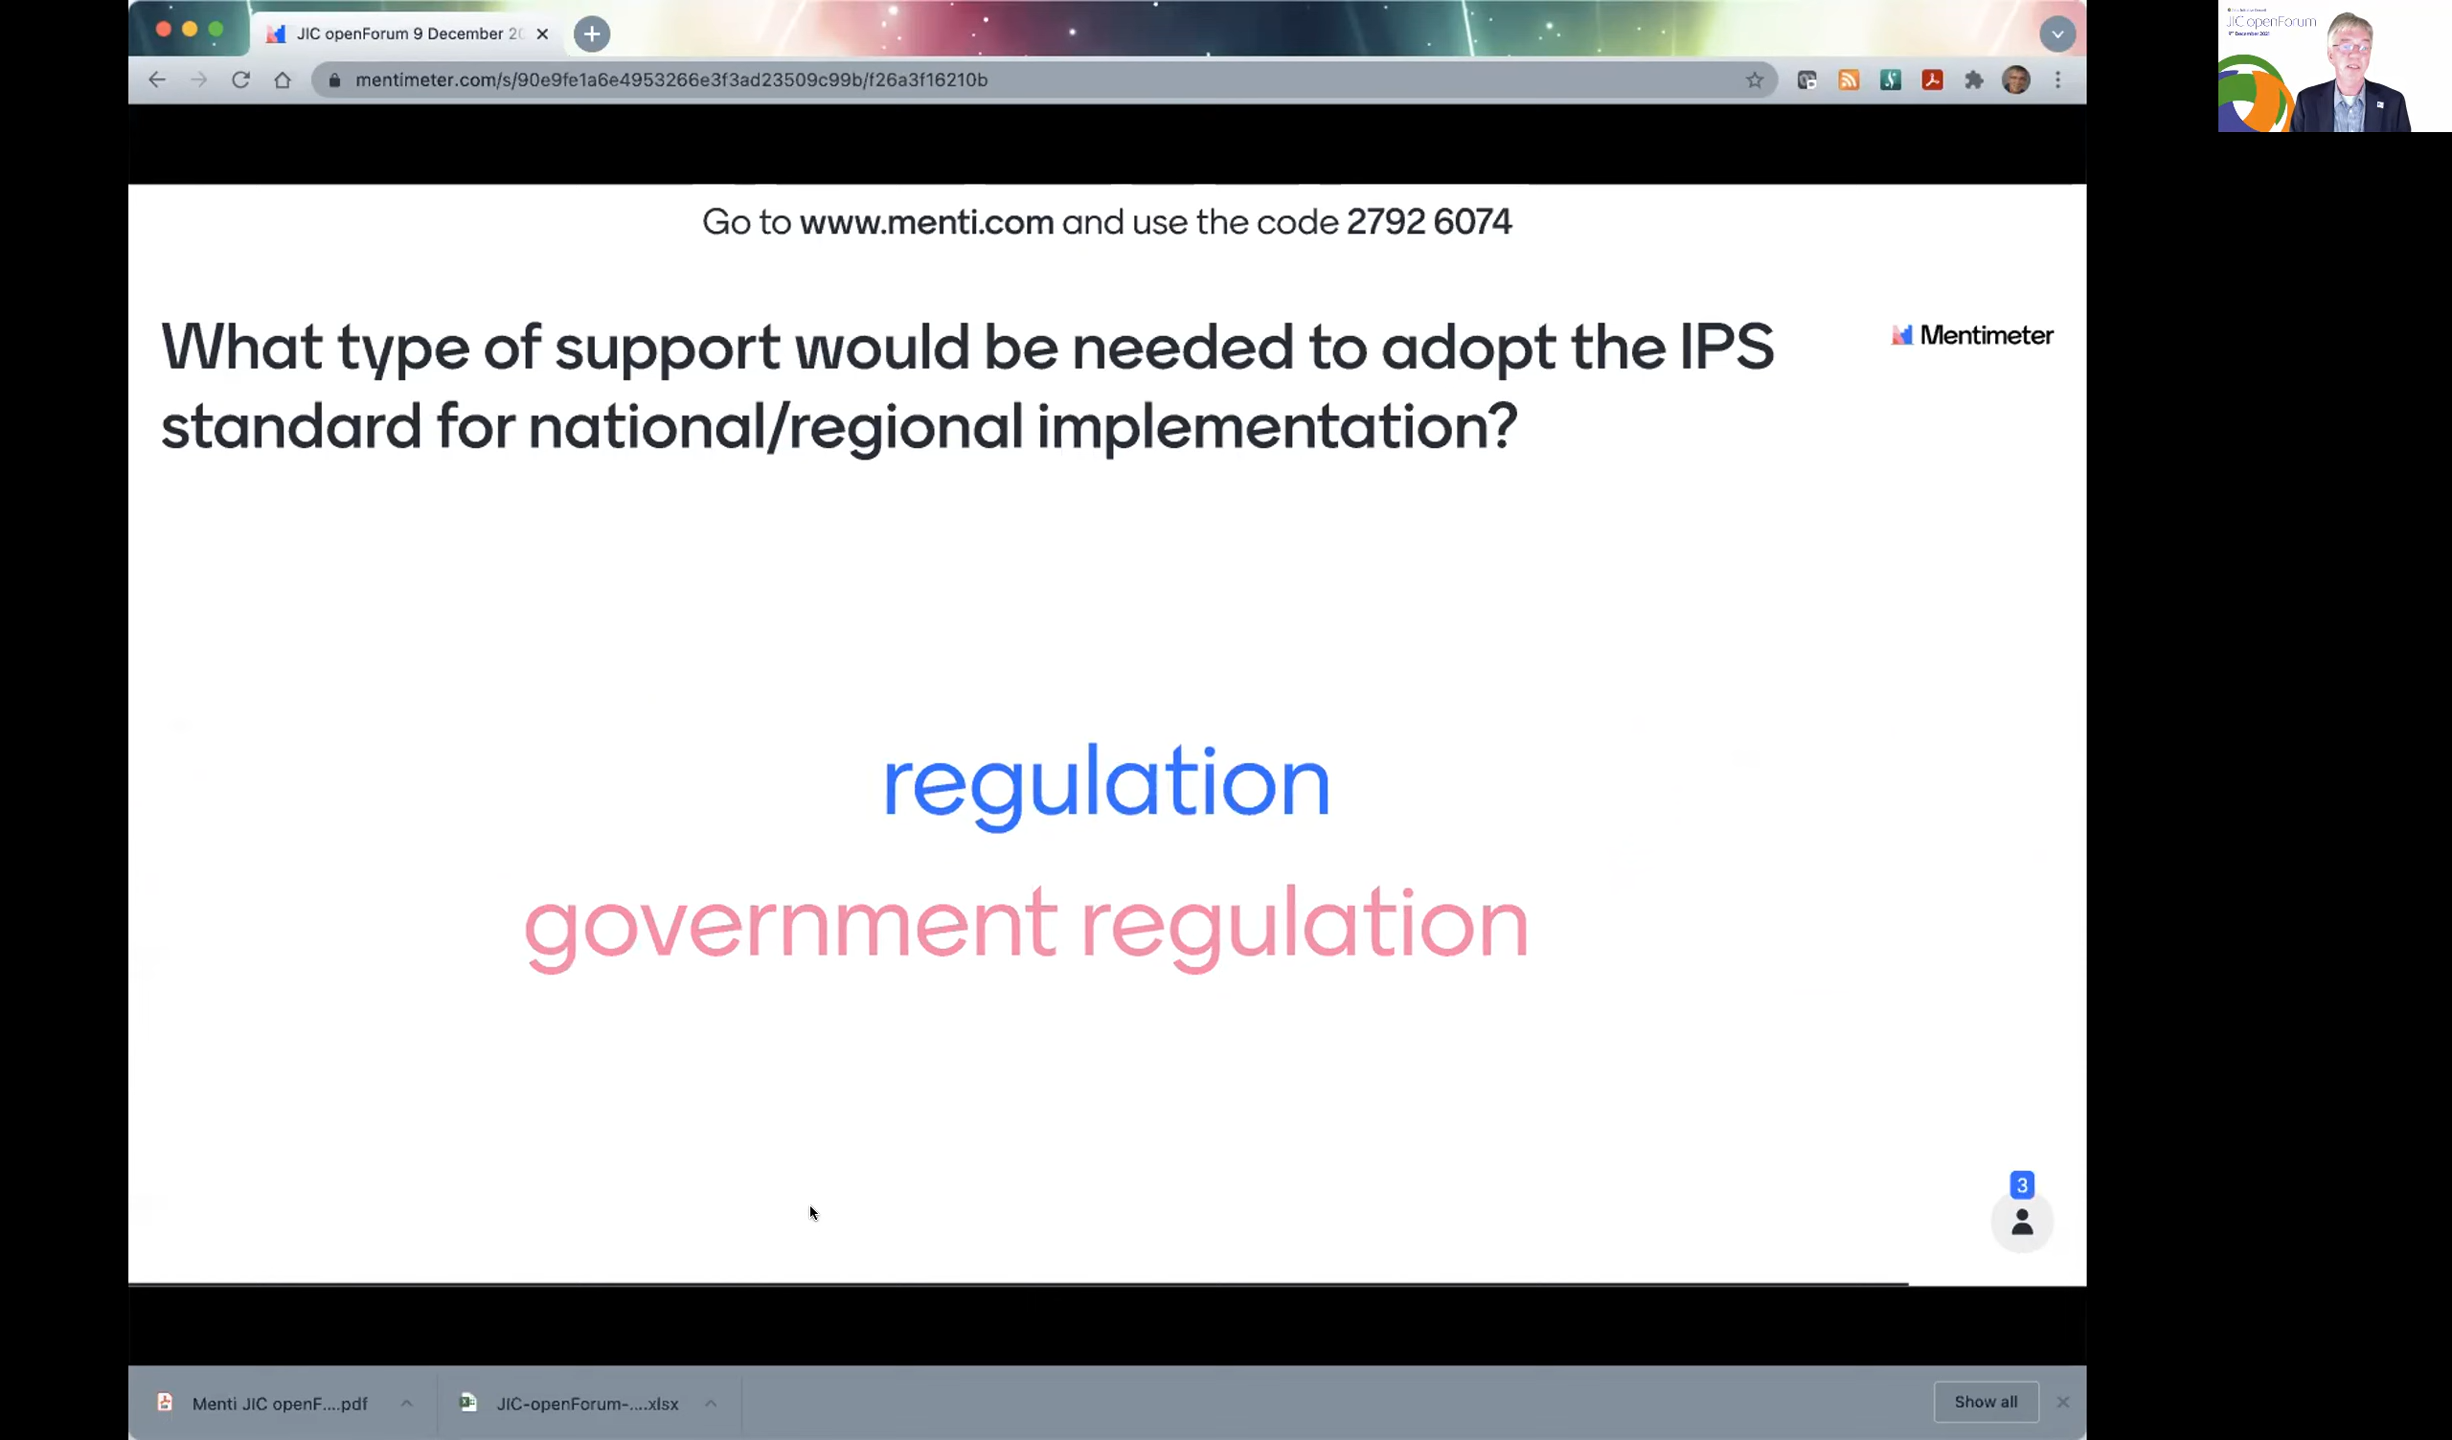 JIC openForum 9 December 20
mentimeter.com/s/90e9fe1a6e4953266e3f3ad23509c99b/f26a3f16210b
JIC openForum
Go to www.menti.com and use the code 2792 6074
What type of support would be needed to adopt the IPS
standard for national/regional implementation?
Mentimeter
regulation
government regulation
3
Menti JIC openF....pdf
JIC-openForum-....xlsx
Show all